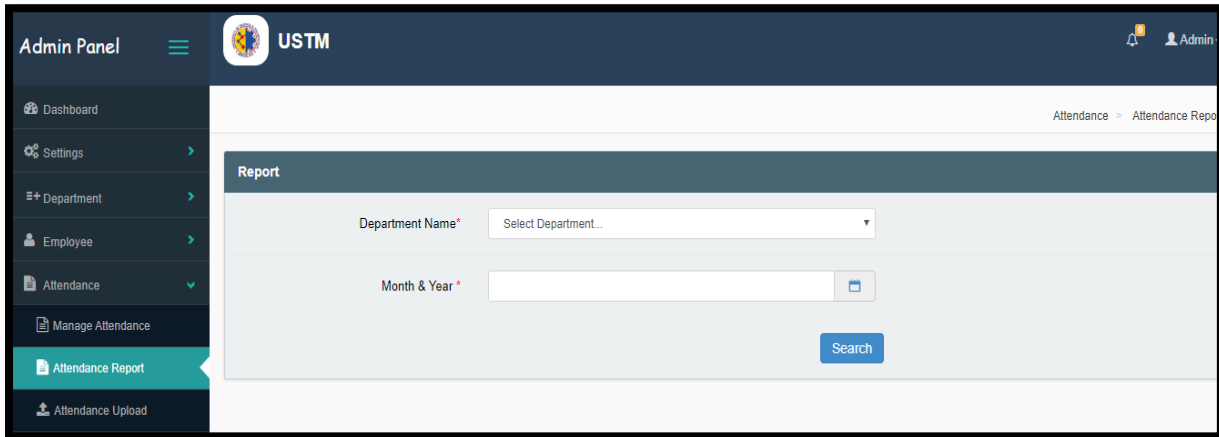 Admin Panel
USTM
0
Admin
Dashboard
Settings
Department
Employee
Attendance
Manage Attendance
Attendance Report
Attendance Upload
Attendance > Attendance Repo
Report
Department Name*
Select Department...
Month & Year *
Search